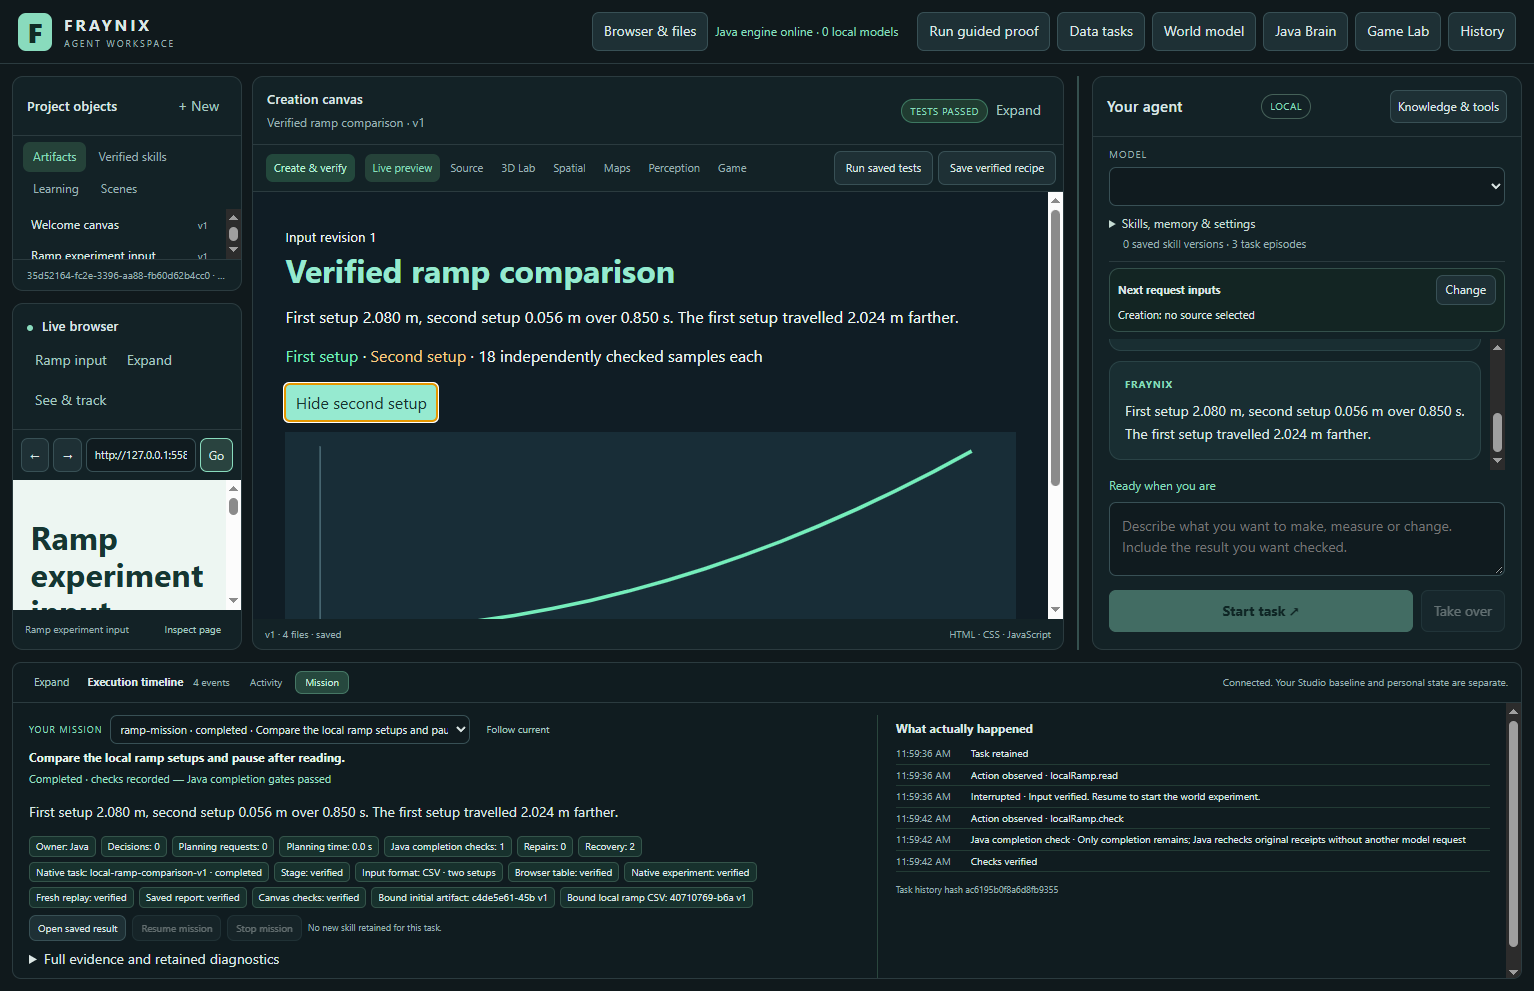 F
FRAYNIX
AGENT WORKSPACE
Browser & files
Java engine online · 0 local models
Run guided proof
Data tasks
World model
Java Brain
Game Lab
History
Project objects
+ New
Artifacts
Verified skills
Learning
Scenes
Welcome canvas v1
Ramp experiment input v1
35d52164-fc2e-3396-aa88-fb60d62b4cc0 · ...
Live browser
Ramp input
Expand
See & track
← → http://127.0.0.1:558 Go
Ramp
experiment
input
Ramp experiment input
Inspect page
Creation canvas
Verified ramp comparison · v1
TESTS PASSED
Expand
Create & verify
Live preview
Source
3D Lab
Spatial
Maps
Perception
Game
Run saved tests
Save verified recipe
Input revision 1
Verified ramp comparison
First setup 2.080 m, second setup 0.056 m over 0.850 s. The first setup travelled 2.024 m farther.
First setup · Second setup · 18 independently checked samples each
Hide second setup
v1 · 4 files · saved
HTML · CSS · JavaScript
Your agent
LOCAL
Knowledge & tools
MODEL
Skills, memory & settings
0 saved skill versions · 3 task episodes
Next request inputs
Change
Creation: no source selected
FRAYNIX
First setup 2.080 m, second setup 0.056 m over 0.850 s.
The first setup travelled 2.024 m farther.
Ready when you are
Describe what you want to make, measure or change.
Include the result you want checked.
Start task ↗
Take over
Expand
Execution timeline
4 events
Activity
Mission
Connected. Your Studio baseline and personal state are separate.
YOUR MISSION
ramp-mission · completed · Compare the local ramp setups and pau
Follow current
Compare the local ramp setups and pause after reading.
Completed · checks recorded — Java completion gates passed
First setup 2.080 m, second setup 0.056 m over 0.850 s. The first setup travelled 2.024 m farther.
Owner: Java
Decisions: 0
Planning requests: 0
Planning time: 0.0 s
Java completion checks: 1
Repairs: 0
Recovery: 2
Native task: local-ramp-comparison-v1 · completed
Stage: verified
Input format: CSV · two setups
Browser table: verified
Native experiment: verified
Fresh replay: verified
Saved report: verified
Canvas checks: verified
Bound initial artifact: c4de5e61-45b v1
Bound local ramp CSV: 40710769-b6a v1
Open saved result
Resume mission
Stop mission
No new skill retained for this task.
Full evidence and retained diagnostics
What actually happened
11:59:36 AM Task retained
11:59:36 AM Action observed · localRamp.read
11:59:36 AM Interrupted · Input verified. Resume to start the world experiment.
11:59:42 AM Action observed · localRamp.check
11:59:42 AM Java completion check · Only completion remains; Java rechecks original receipts without another model request
11:59:42 AM Checks verified
Task history hash ac6195b0f8a6d8fb9355